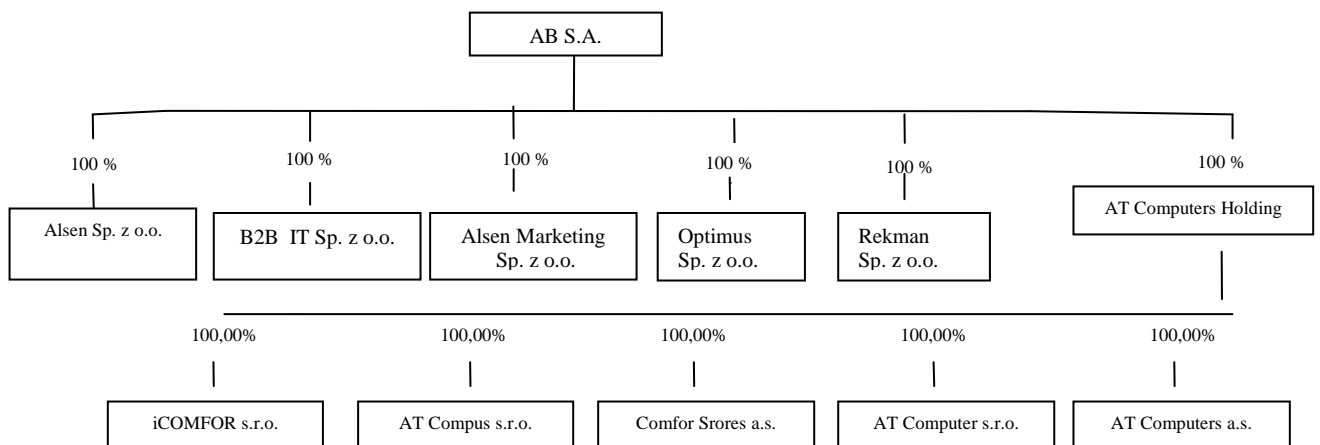 AB S.A.
100 %
100 %
100 %
100 %
100 %
100 %
Alsen Sp. z o.o.
B2B IT Sp. z o.o.
Alsen Marketing
Sp. z o.o.
Optimus
Sp. z o.o.
Rekman
Sp. z o.o.
AT Computers Holding
100,00%
100,00%
100,00%
100,00%
100,00%
iCOMFOR s.r.o.
AT Compus s.r.o.
Comfor Srores a.s.
AT Computer s.r.o.
AT Computers a.s.